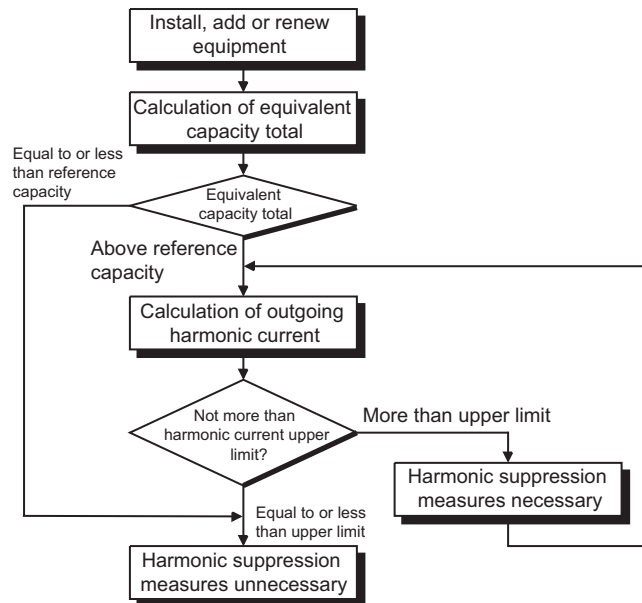 Install, add or renew
equipment
Calculation of equivalent
capacity total
Equal to or less
than reference
capacity
Equivalent
capacity total
Above reference
capacity
Calculation of outgoing
harmonic current
Not more than
harmonic current upper
limit?
More than upper limit
Harmonic suppression
measures necessary
Equal to or less
than upper limit
Harmonic suppression
measures unnecessary